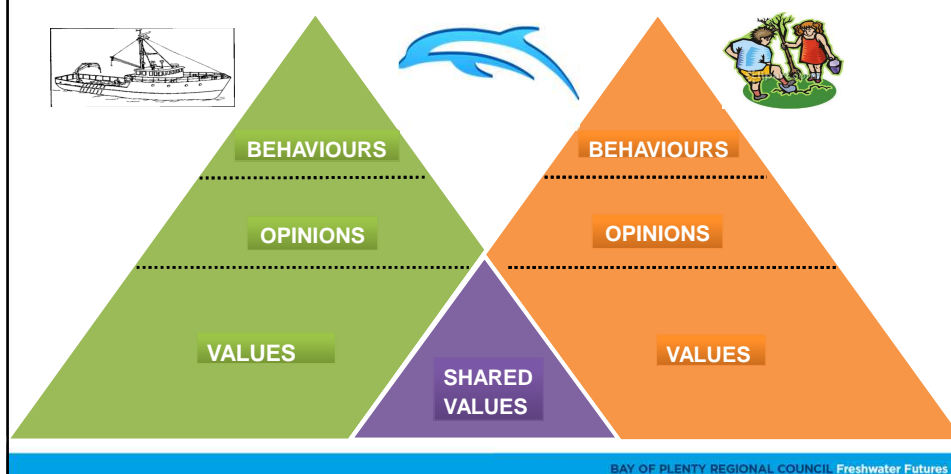 BEHAVIOURS
OPINIONS
VALUES
SHARED
VALUES
BEHAVIOURS
OPINIONS
VALUES
BAY OF PLENTY REGIONAL COUNCIL Freshwater Futures